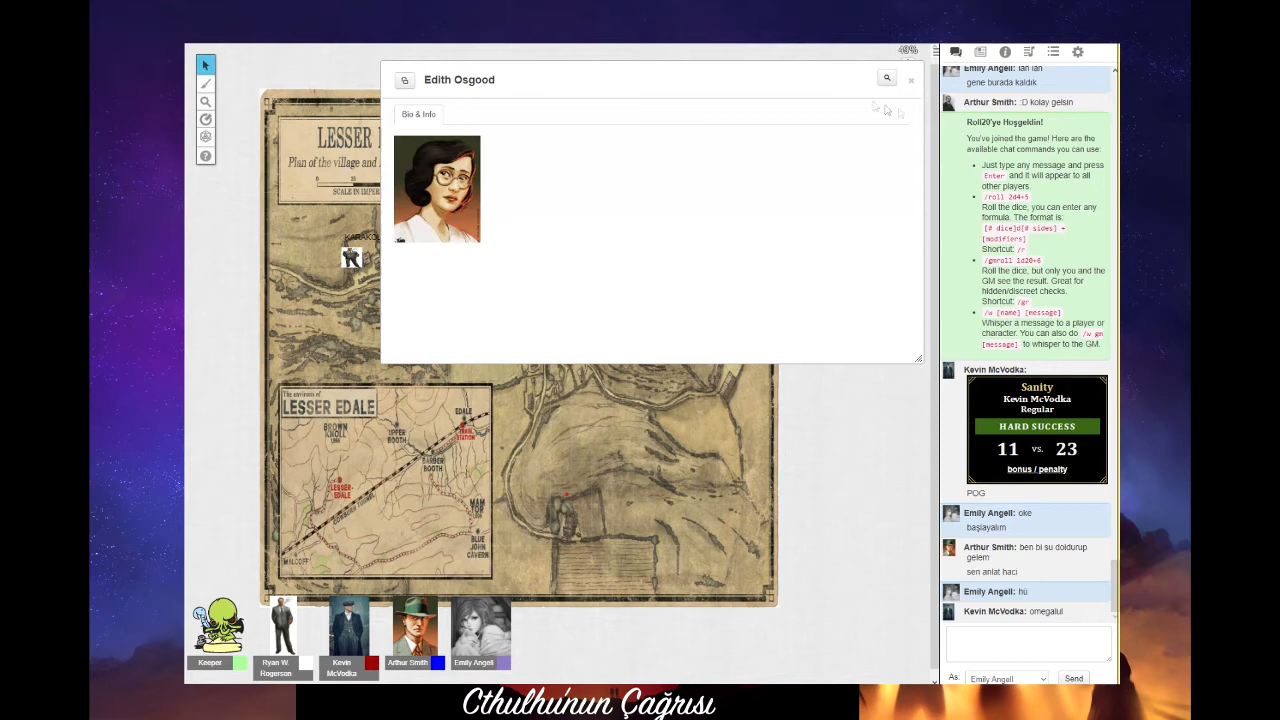 49%
Edith Osgood
Bio & Info
LESSER
Plan of the village and
SCALE IN IMPER
KARAKOL
The environs of
LESSER EDALE
BROWN
KNOLL
UPPER
BOOTH
EDALE
TRAIN
STATION
BARBER
BOOTH
LESSER-
EDALE
COWBURN TUNNEL
MAM
TOR
BLUE
JOHN
CAVERN
MALCOFF
Keeper
Ryan W.
Rogerson
Kevin
McVodka
Arthur Smith
Emily Angell
Emily Angell: lan lan
gene burada kaldık
Arthur Smith: :D kolay gelsin
Roll20'ye Hoşgeldin!
You've joined the game! Here are the
available chat commands you can use:
Just type any message and press
Enter and it will appear to all
other players.
/roll 2d4+5
Roll the dice, you can enter any
formula. The format is:
[# dice]d[# sides] +
[modifiers]
Shortcut: /r
/gmroll 1d20+6
Roll the dice, but only you and the
GM see the result. Great for
hidden/discreet checks.
Shortcut: /gr
/w [name] [message]
Whisper a message to a player or
character. You can also do /w gm
[message] to whisper to the GM.
Kevin McVodka:
Sanity
Kevin McVodka
Regular
HARD SUCCESS
11 vs. 23
bonus / penalty
POG
Emily Angell: oke
başlayalım
Arthur Smith: ben bi su doldurup
gelem
sen anlat haci
Emily Angell: hü
Kevin McVodka: omegalul
As: Emily Angell
Send
Cthulhu'nun Çağrısı